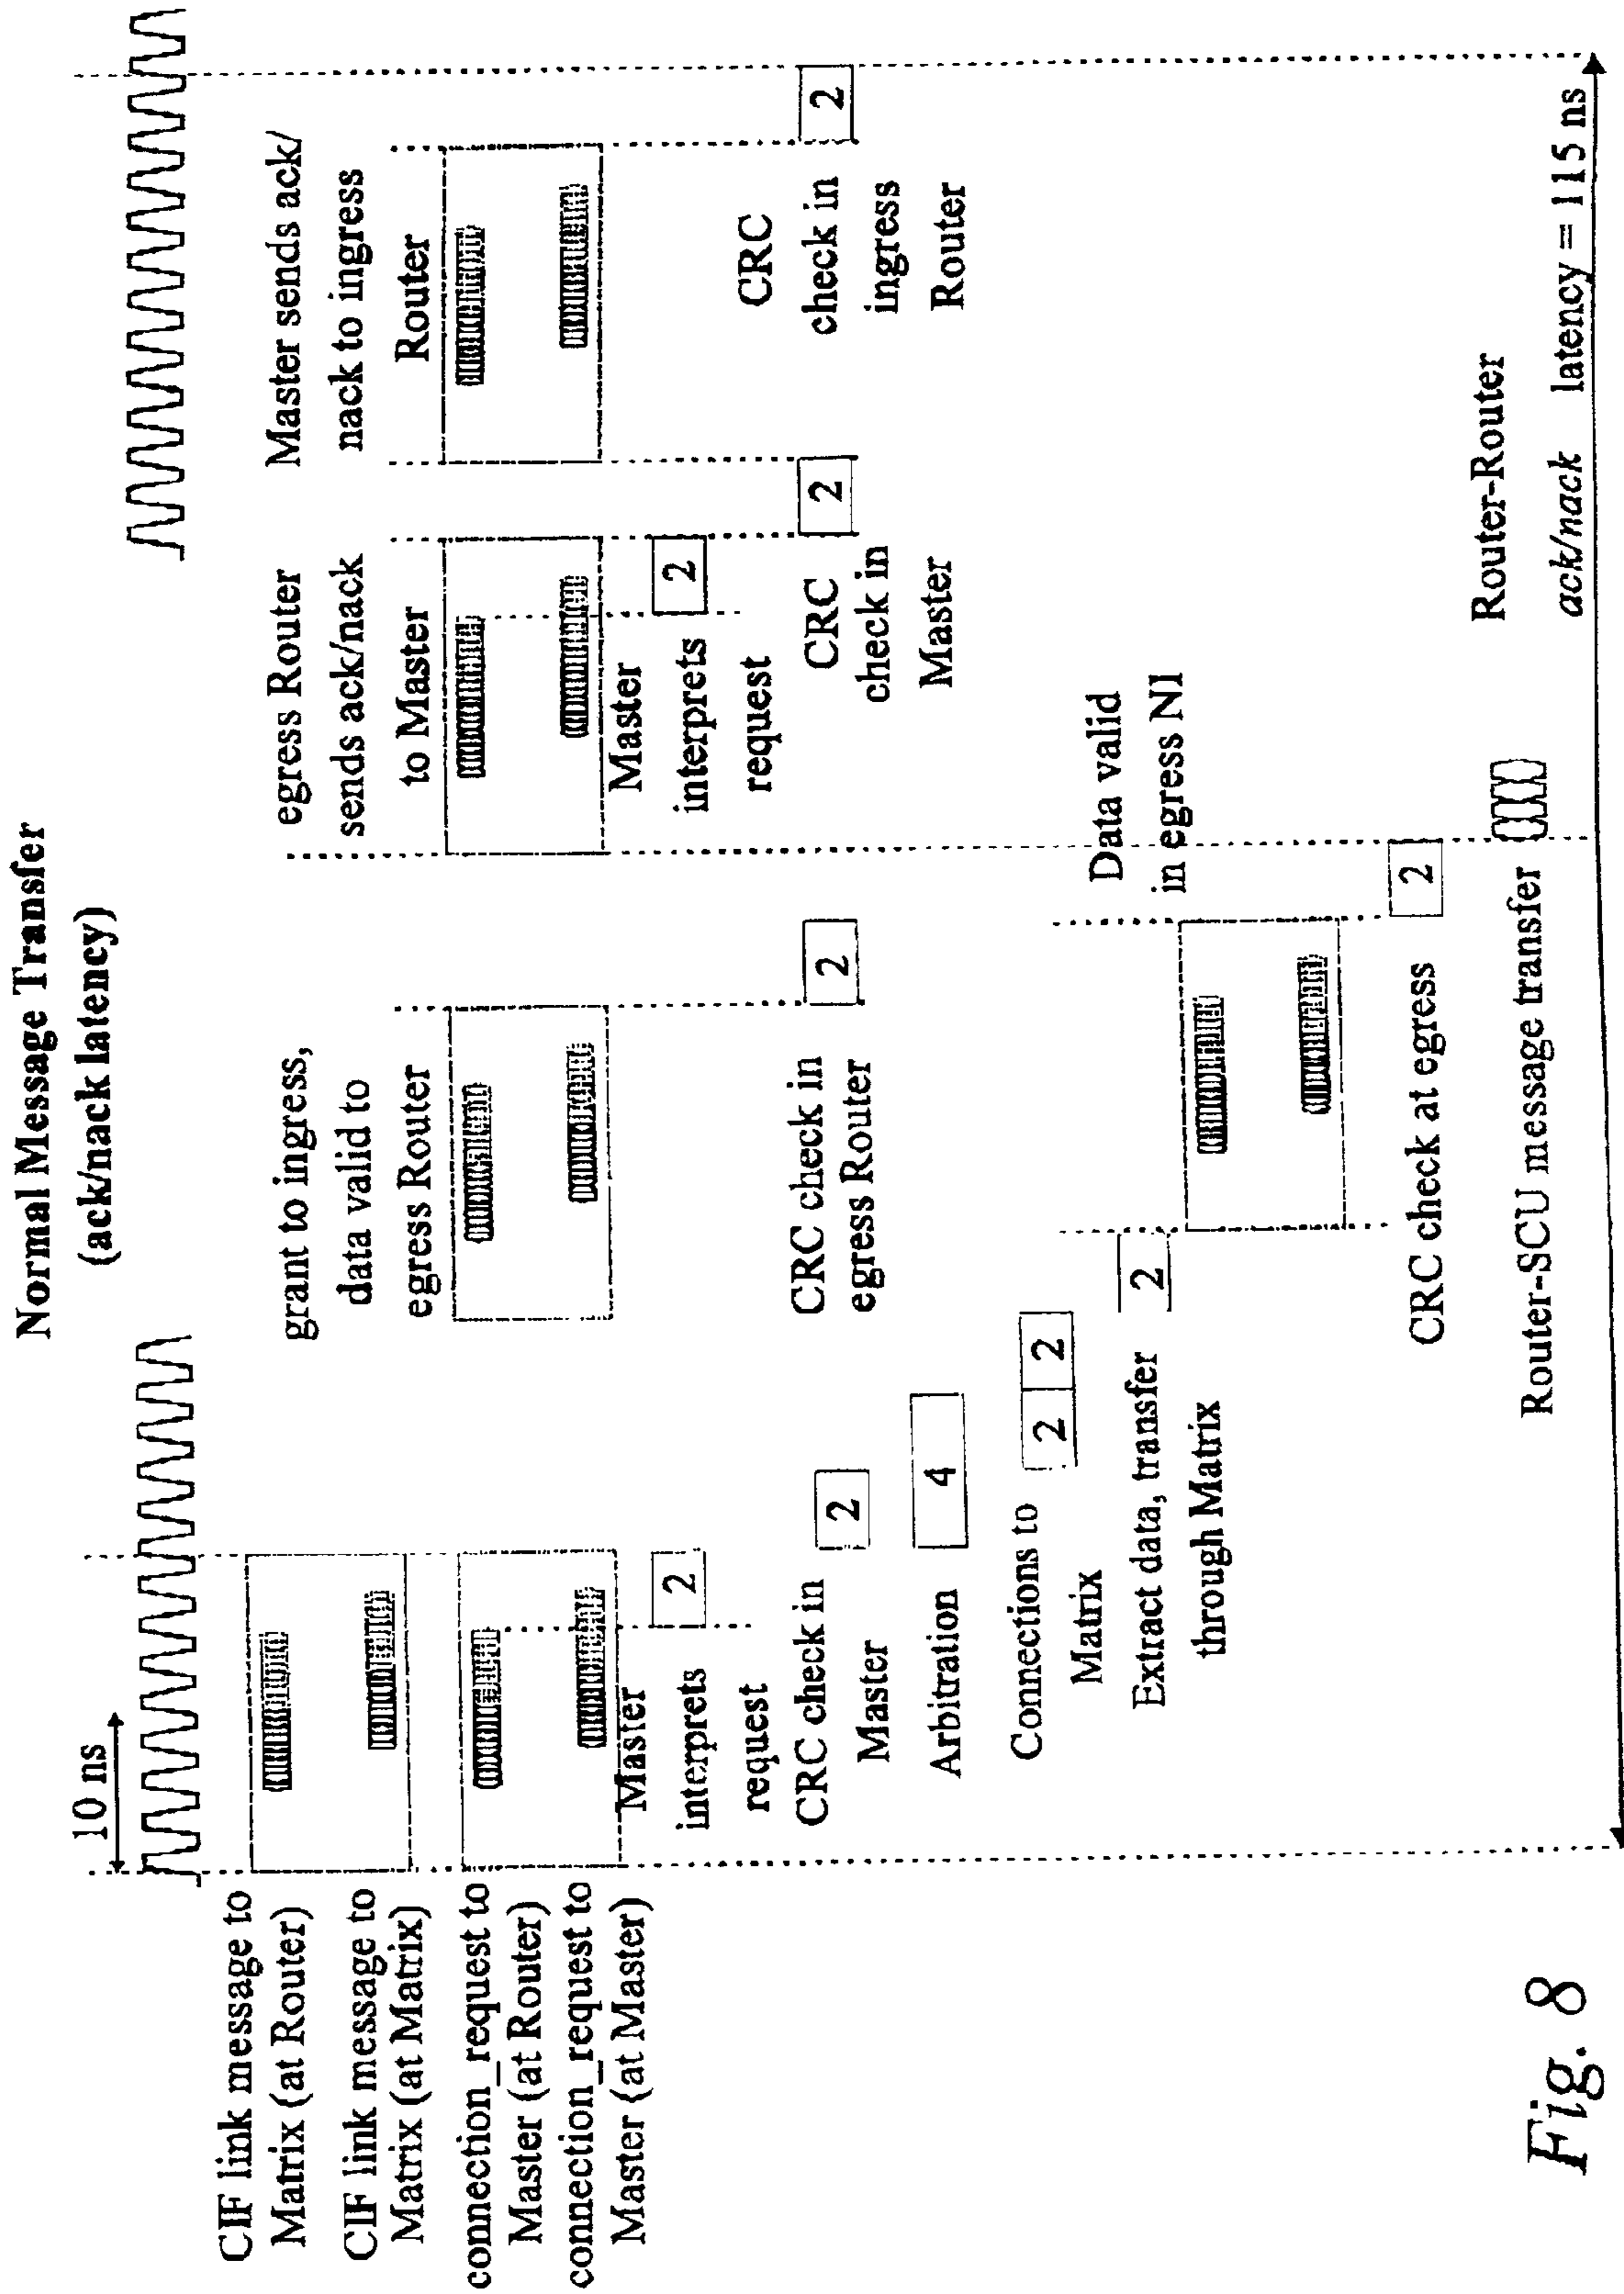 Normal Message Transfer
(ack/nack latency)
10 ns
CIF link message to
Matrix (at Router)
CIF link message to
Matrix (at Matrix)
connection_request to
Master (at Router)
connection_request to
Master (at Master)
Master
interprets
request
2
CRC check in
Master
2
Arbitration
4
Connections to
Matrix
2 2
Extract data, transfer
through Matrix
2
grant to ingress,
data valid to
egress Router
CRC check in
egress Router
2
Data valid
in egress NI
CRC check at egress
2
egress Router
sends ack/nack
to Master
Master
interprets
request
2
CRC
check in
Master
2
Master sends ack/
nack to ingress
Router
CRC
check in
ingress
Router
2
Router-SCU message transfer
Router-Router
ack/nack latency = 115 ns
Fig. 8